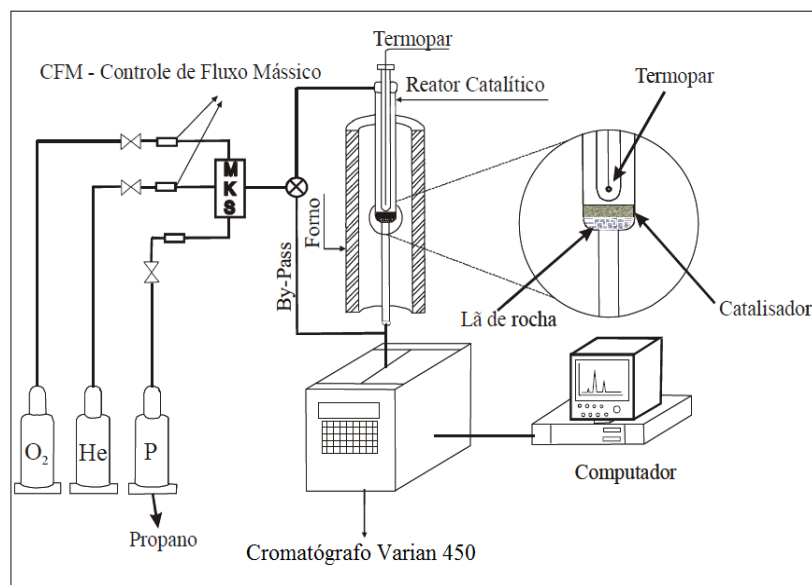 Termopar
CFM - Controle de Fluxo Mássico
Reator Catalítico
Termopar
MKS
Forno
By-Pass
Lã de rocha
Catalisador
O₂
He
P
Propano
Computador
Cromatógrafo Varian 450